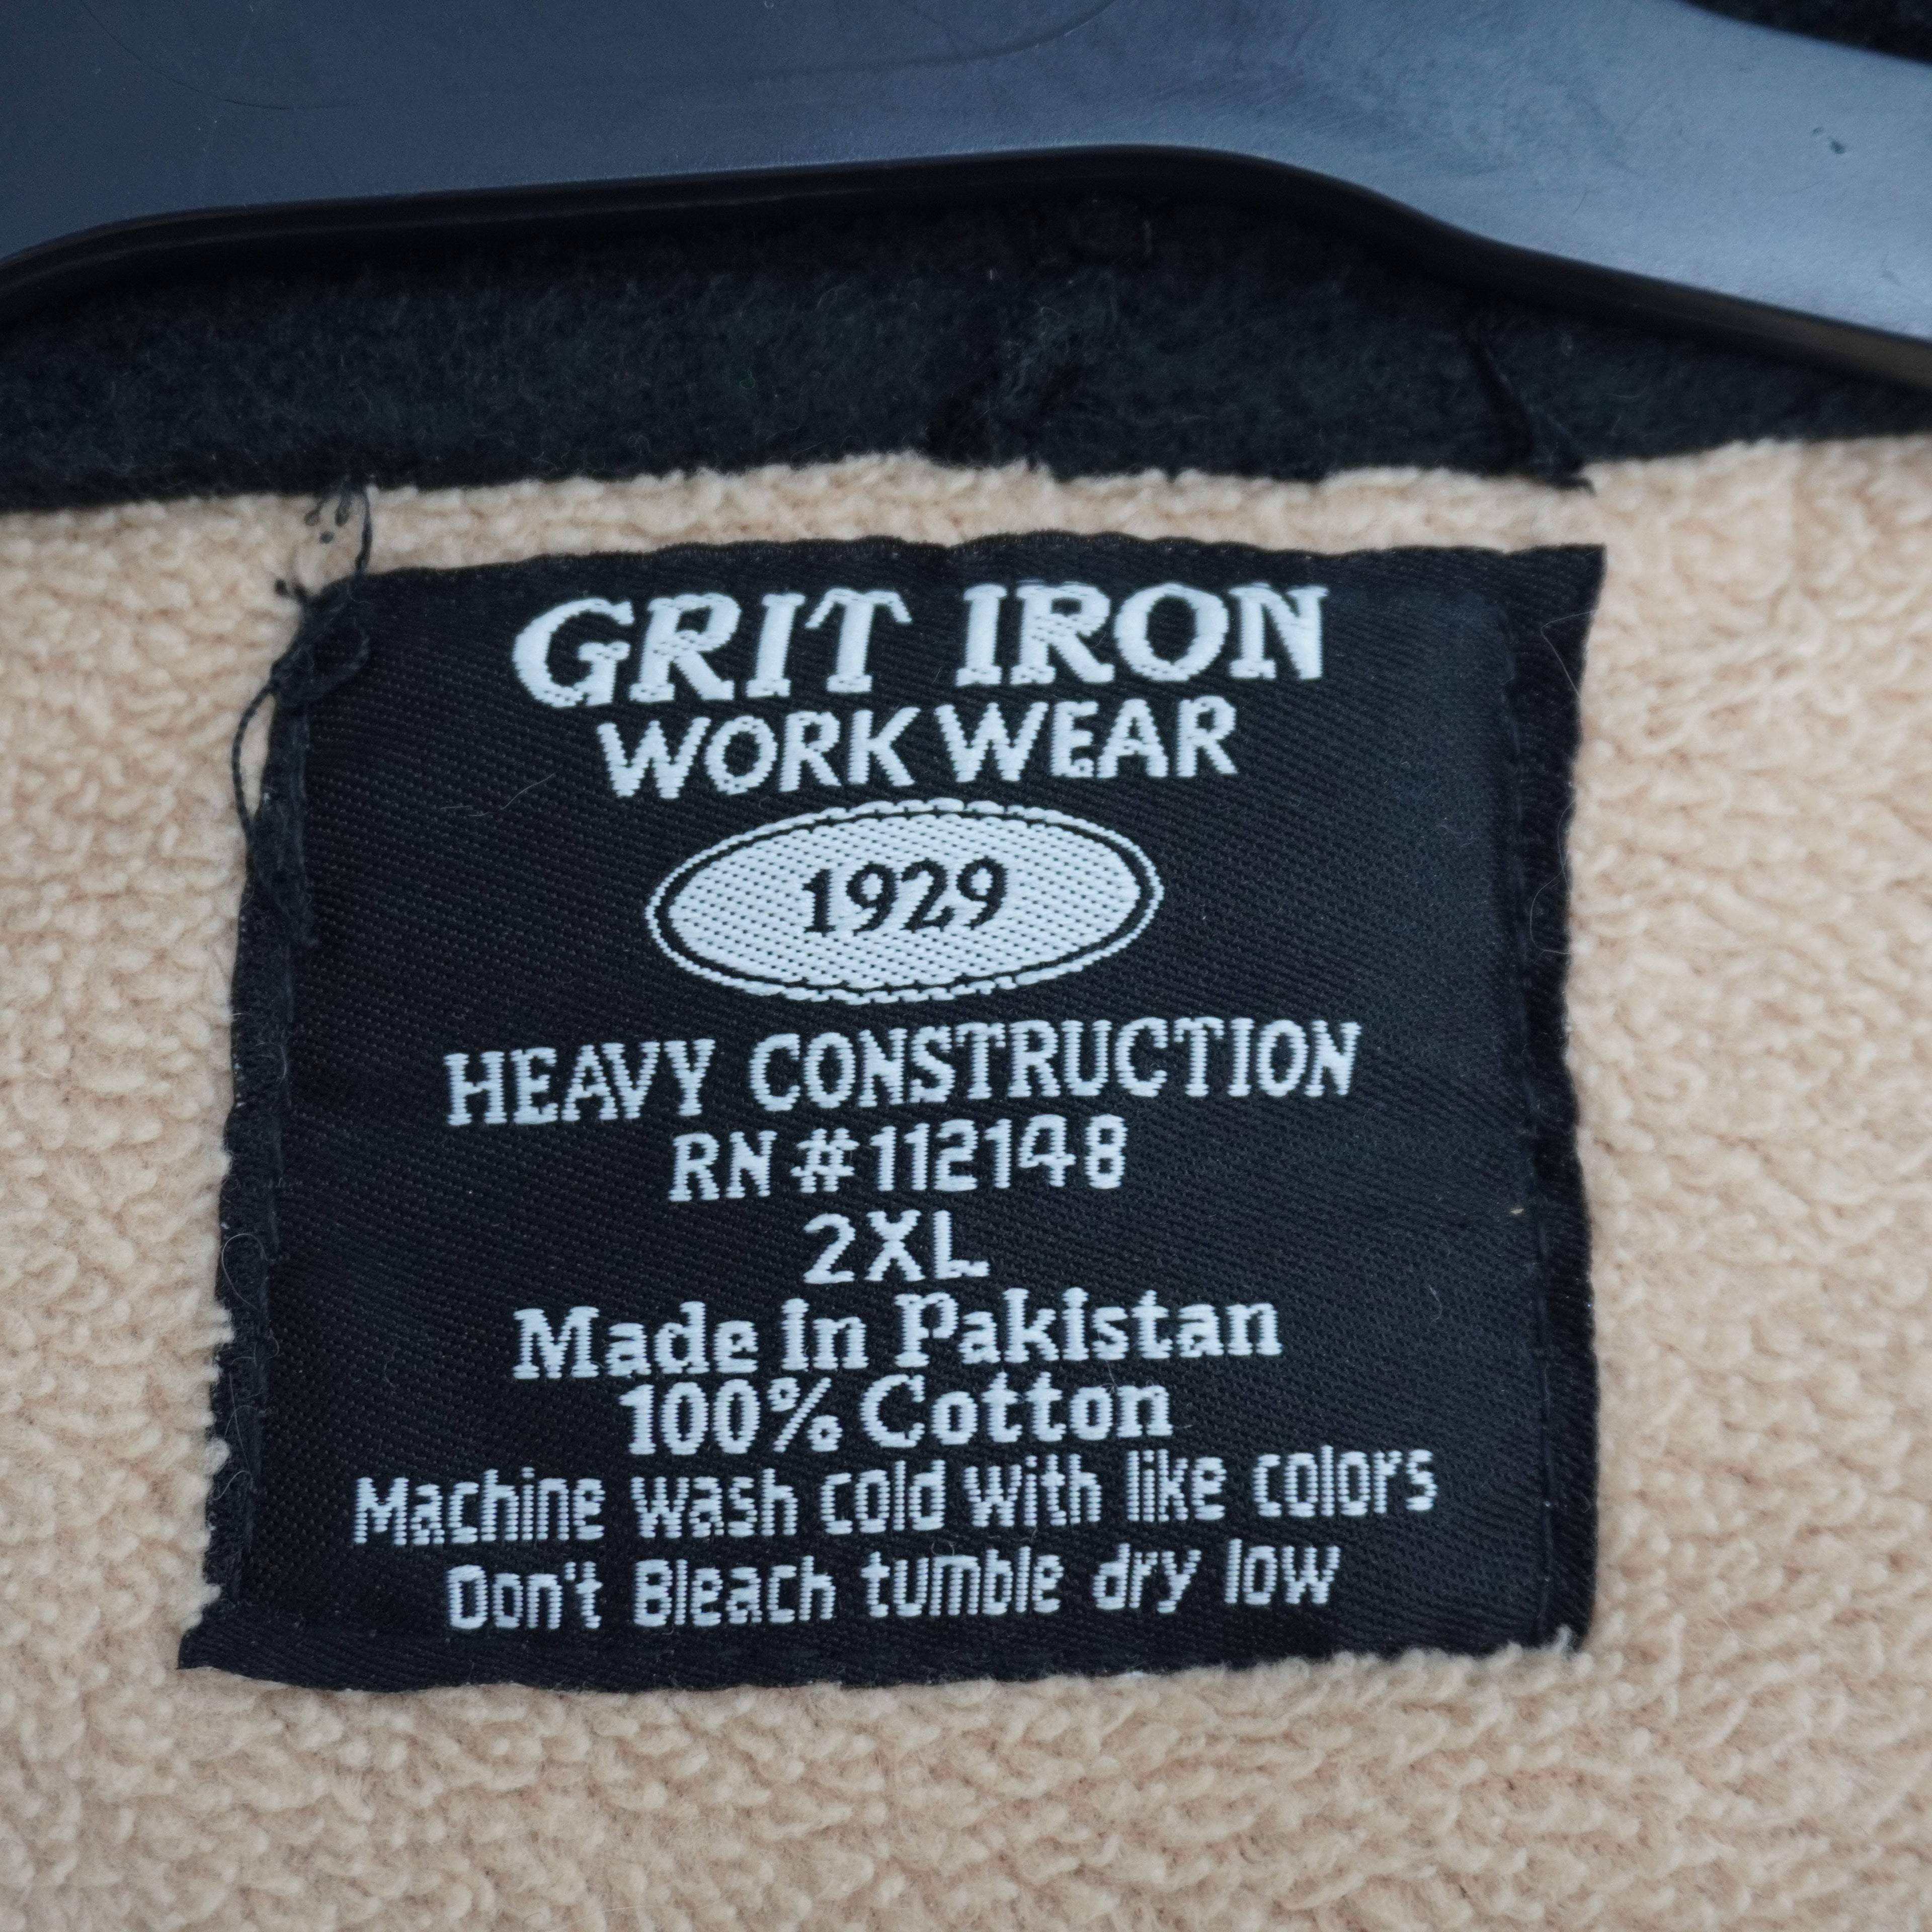 GRIT IRON
WORK WEAR
1929
HEAVY CONSTRUCTION
RN #112148
2XL
Made in Pakistan
100% Cotton
Machine wash cold with like colors
Don't Bleach tumble dry low